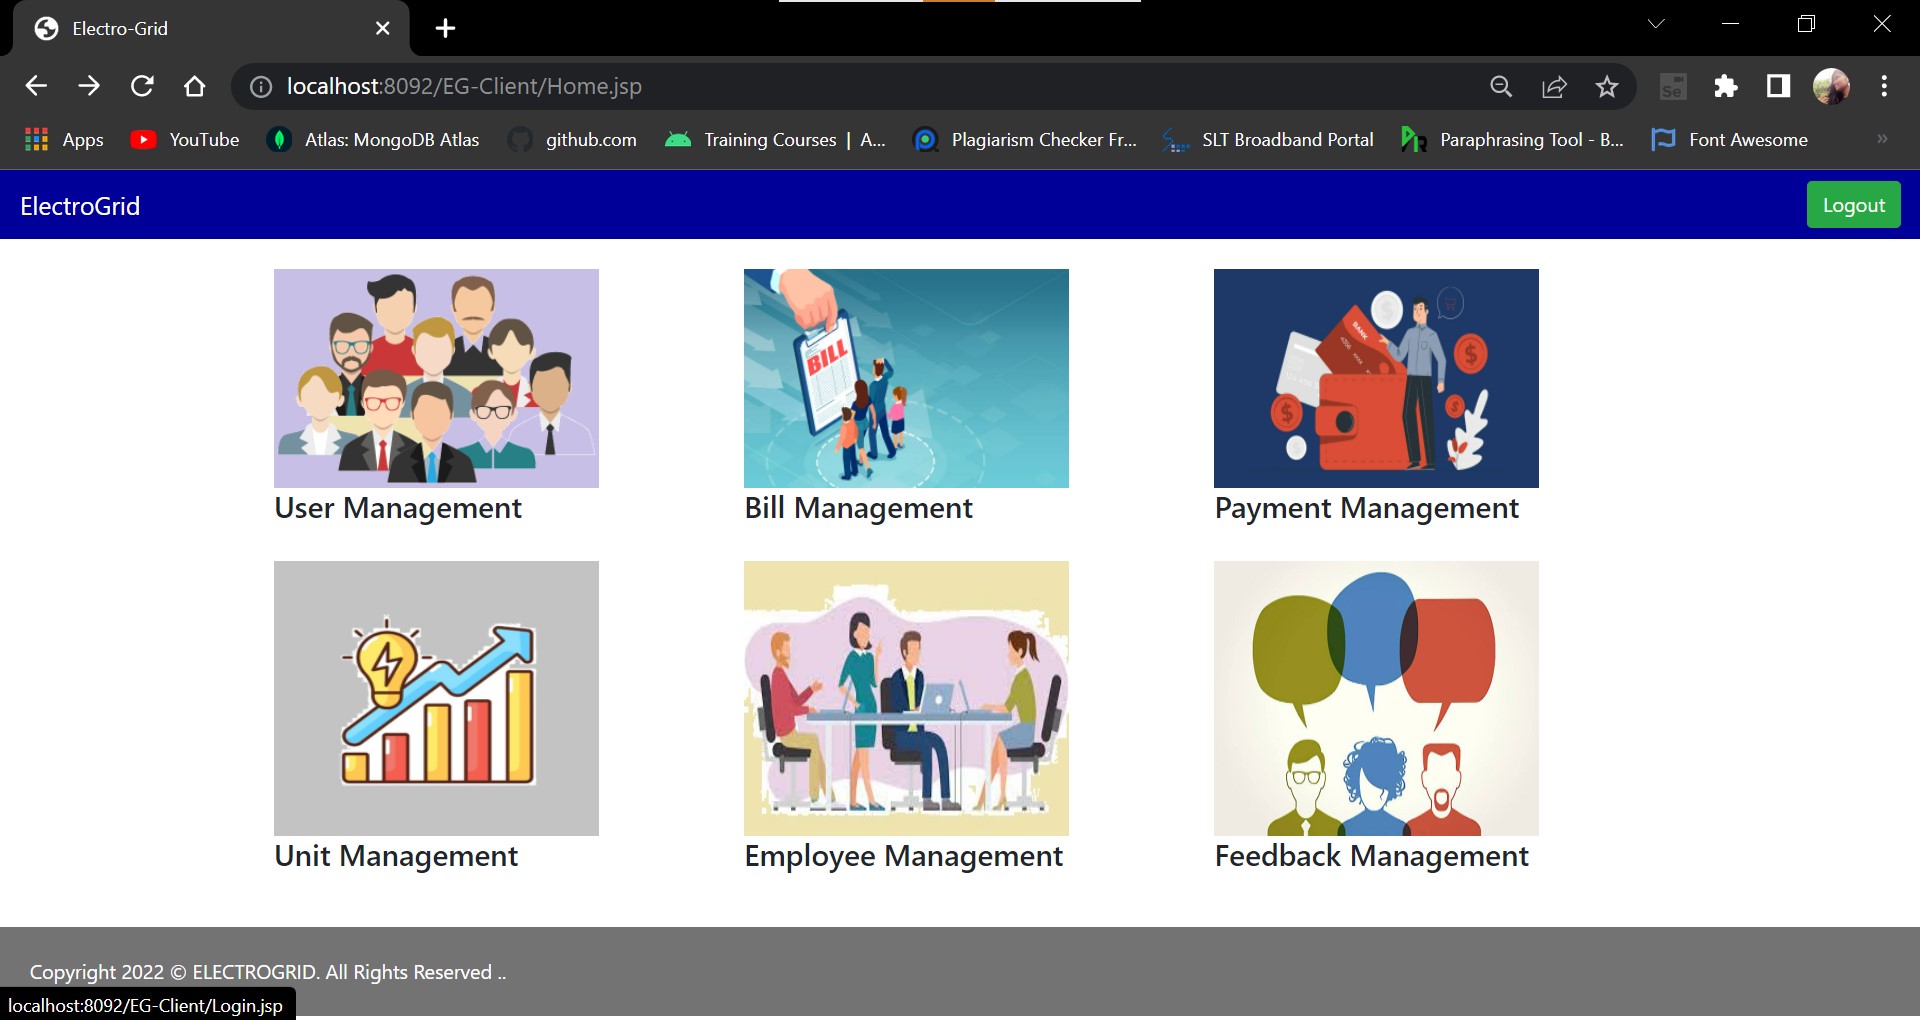 Electro-Grid
localhost:8092/EG-Client/Home.jsp
Se
Apps
YouTube
Atlas: MongoDB Atlas
github.com
Training Courses | A...
Plagiarism Checker Fr...
SLT Broadband Portal
Paraphrasing Tool - B...
Font Awesome
»
ElectroGrid
Logout
BILL
BANK
User Management
Bill Management
Payment Management
Unit Management
Employee Management
Feedback Management
Copyright 2022 © ELECTROGRID. All Rights Reserved ..
localhost:8092/EG-Client/Login.jsp